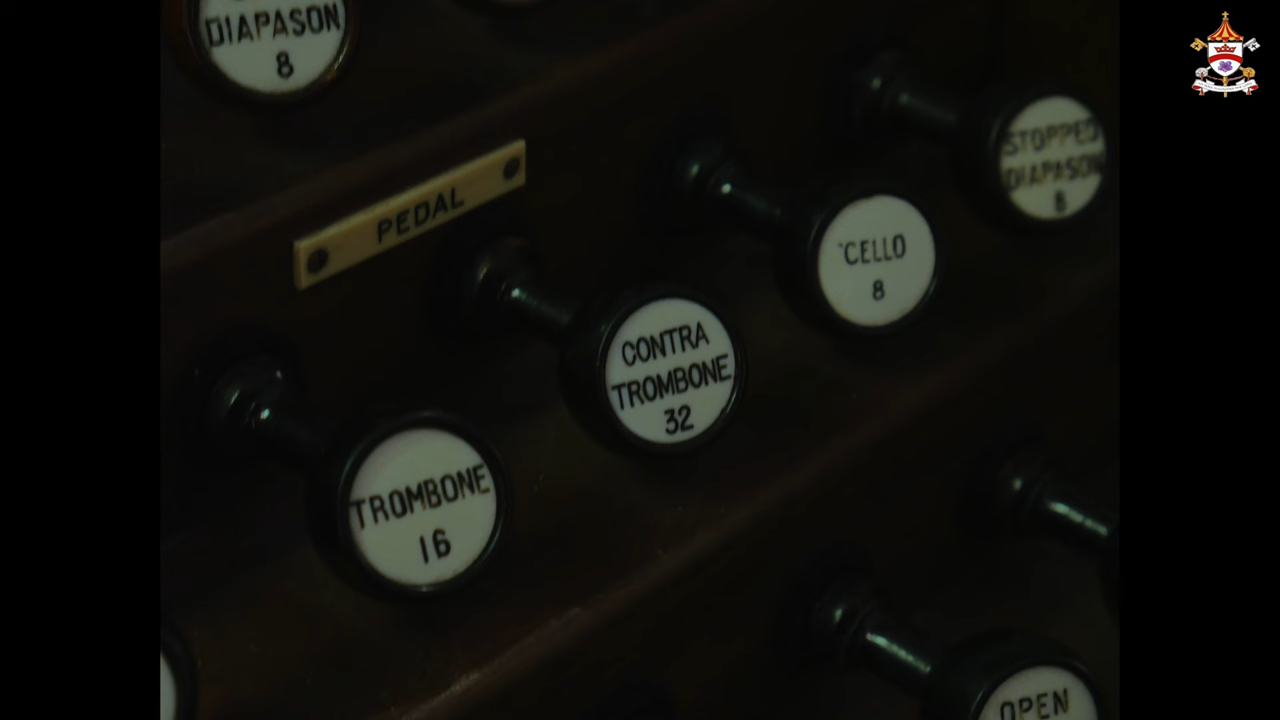 DIAPASON
8
PEDAL
STOPPED
DIAPASON
8
'CELLO
8
CONTRA
TROMBONE
32
TROMBONE
16
OPEN